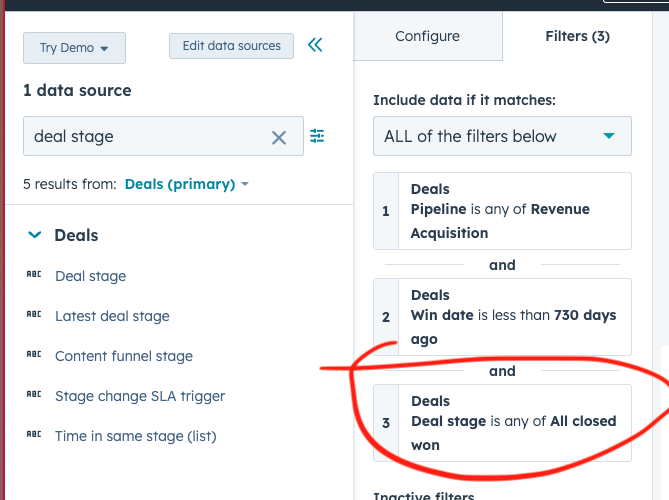 Try Demo
Edit data sources
1 data source
deal stage
5 results from: Deals (primary)
Deals
ABC Deal stage
ABC Latest deal stage
ABC Content funnel stage
ABC Stage change SLA trigger
ABC Time in same stage (list)
Configure
Filters (3)
Include data if it matches:
ALL of the filters below
1
Deals
Pipeline is any of Revenue
Acquisition
and
2
Deals
Win date is less than 730 days
ago
and
3
Deals
Deal stage is any of All closed
won
Inactive filters